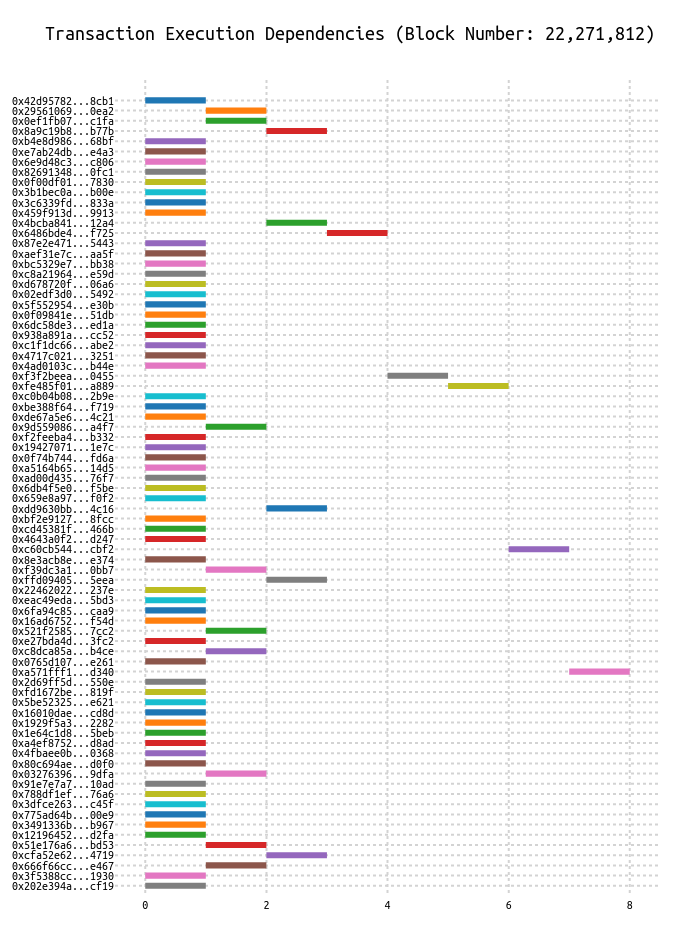 Transaction Execution Dependencies (Block Number: 22,271,812)
0x42d95782...8cb1
0x29561069...0ea2
0x0ef1fb07...c1fa
0x8a9c19b8...b77b
0xb4e8d986...68bf
0xe7ab24db...e4a3
0x6e9d48c3...c806
0x82691348...0fc1
0x0f00df01...7830
0x3b1bec0a...b00e
0x3c6339fd...833a
0x459f913d...9913
0x4bcba841...12a4
0x6486bde4...f725
0x87e2e471...5443
0xaef31e7c...aa5f
0xbc5329e7...bb38
0xc8a21964...e59d
0xd678720f...06a6
0x02edf3d0...5492
0x5f552954...e30b
0x0f09841e...51db
0x6dc58de3...ed1a
0x938a891a...cc52
0xc1f1dc66...abe2
0x4717c021...3251
0x4ad0103c...b44e
0xf3f2beea...0455
0xfe485f01...a889
0xc0b04b08...2b9e
0xbe388f64...f719
0xde67a5e6...4c21
0x9d559086...a4f7
0xf2feeba4...b332
0x19427071...1e7c
0x0f74b744...fd6a
0xa5164b65...14d5
0xad00d435...76f7
0x6db4f5e0...f5be
0x659e8a97...f0f2
0xdd9630bb...4c16
0xbf2e9127...8fcc
0xcd45381f...466b
0x4643a0f2...d247
0xc60cb544...cbf2
0x8e3acb8e...e374
0xf39dc3a1...0bb7
0xffd09405...5eea
0x22462022...237e
0xeac49eda...5bd3
0x6fa94c85...caa9
0x16ad6752...f54d
0x521f2585...7cc2
0xe27bda4d...3fc2
0xc8dca85a...b4ce
0x0765d107...e261
0xa571fff1...d340
0x2d69ff5d...550e
0xfd1672be...819f
0x5be52325...e621
0x16010dae...cd8d
0x1929f5a3...2282
0x1e64c1d8...5beb
0xa4ef8752...d8ad
0x4fbaee0b...0368
0x80c694ae...d0f0
0x03276396...9dfa
0x91e7e7a7...10ad
0x788df1ef...76a6
0x3dfce263...c45f
0x775ad64b...00e9
0x3491336b...b967
0x12196452...d2fa
0x51e176a6...bd53
0xcfa52e62...4719
0x666f66cc...e467
0x3f5388cc...1930
0x202e394a...cf19
0 2 4 6 8